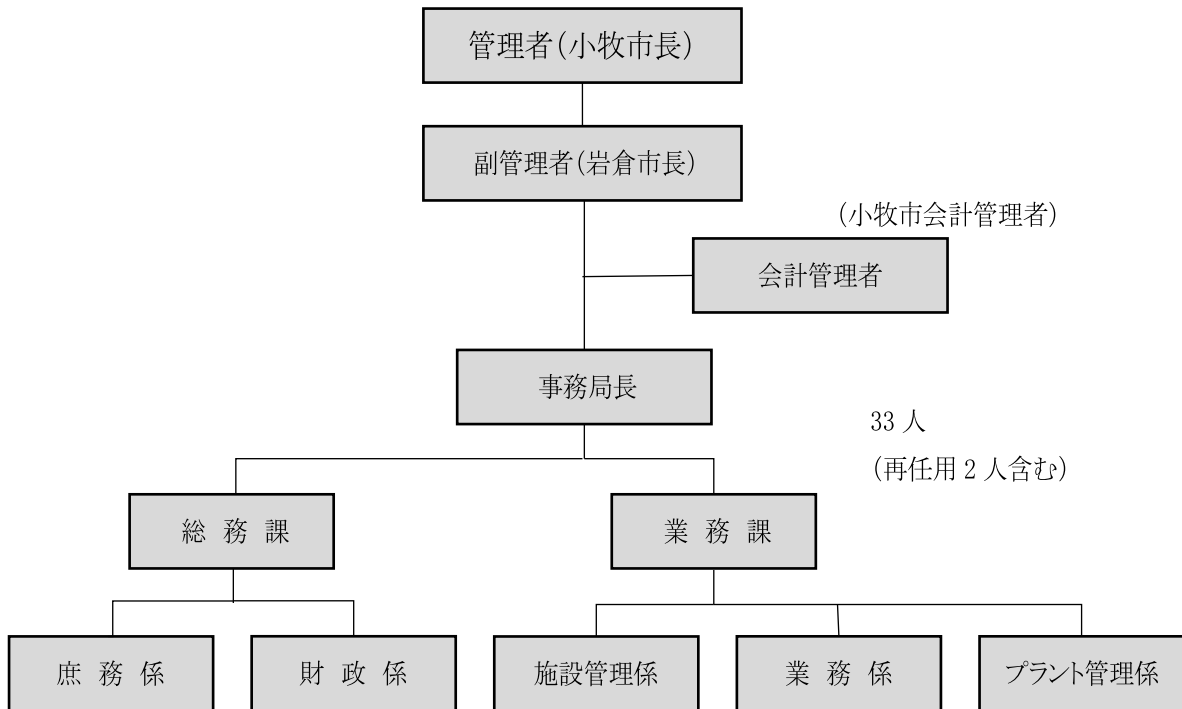 管理者(小牧市長)
副管理者(岩倉市長)
(小牧市会計管理者)
会計管理者
事務局長
33 人
(再任用 2 人含む)
総 務 課
業 務 課
庶 務 係
財 政 係
施設管理係
業 務 係
プラント管理係